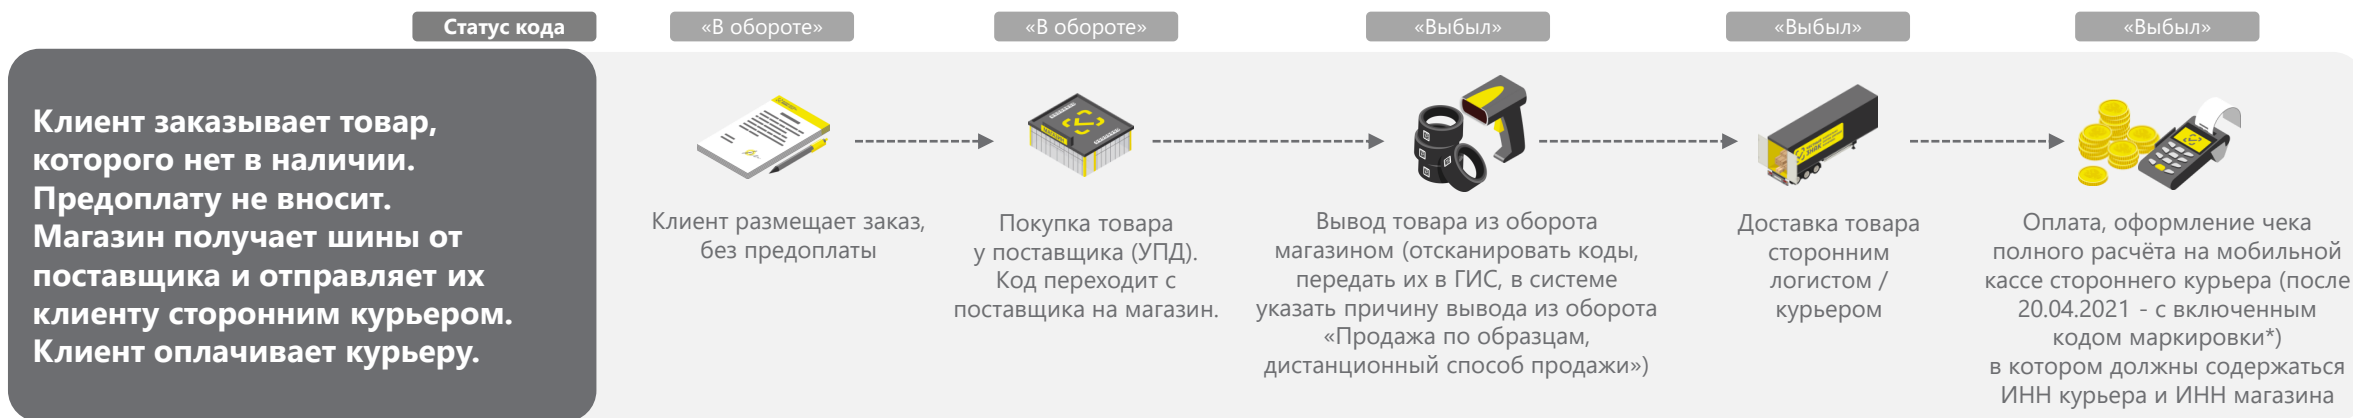 Статус кода
«В обороте»
«В обороте»
«Выбыл»
«Выбыл»
«Выбыл»
Клиент заказывает товар,
которого нет в наличии.
Предоплату не вносит.
Магазин получает шины от
поставщика и отправляет их
клиенту сторонним курьером.
Клиент оплачивает курьеру.
Клиент размещает заказ,
без предоплаты
Покупка товара
у поставщика (УПД).
Код переходит с
поставщика на магазин.
Вывод товара из оборота
магазином (отсканировать коды,
передать их в ГИС, в системе
указать причину вывода из оборота
«Продажа по образцам,
дистанционный способ продажи»)
Доставка товара
сторонним
логистом /
курьером
Оплата, оформление чека
полного расчёта на мобильной
кассе стороннего курьера (после
20.04.2021 - с включенным
кодом маркировки*)
в котором должны содержаться
ИНН курьера и ИНН магазина